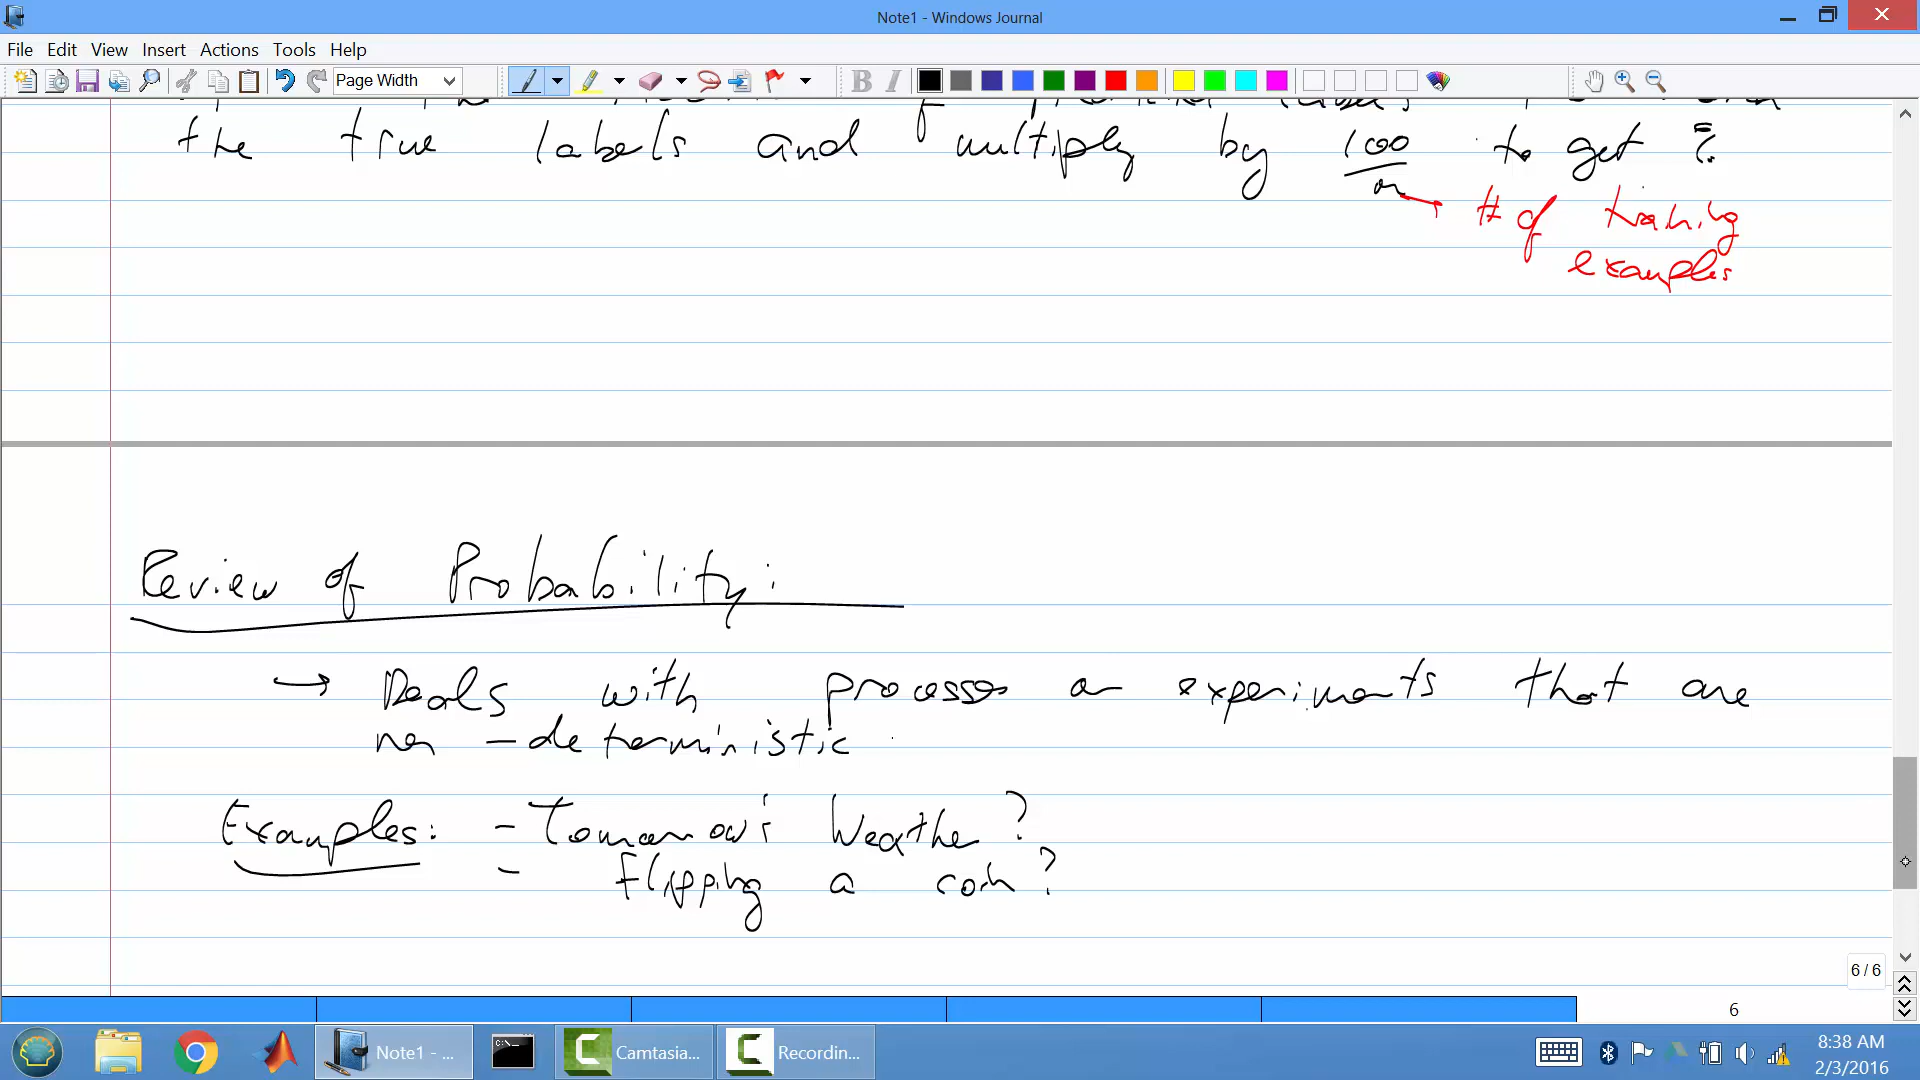 Note1 - Windows Journal
File Edit View Insert Actions Tools Help
Page Width
B I
labels
the true labels and multiply by 100/m to get %
# of training
examples
Review of Probability:
→ Deals with processes or experiments that are
non-deterministic.
Examples: - Tomorrow's Weather?
- Flipping a coin?
6 / 6
6
Note1 - ...
C:\_
Camtasia...
Recordin...
8:38 AM
2/3/2016